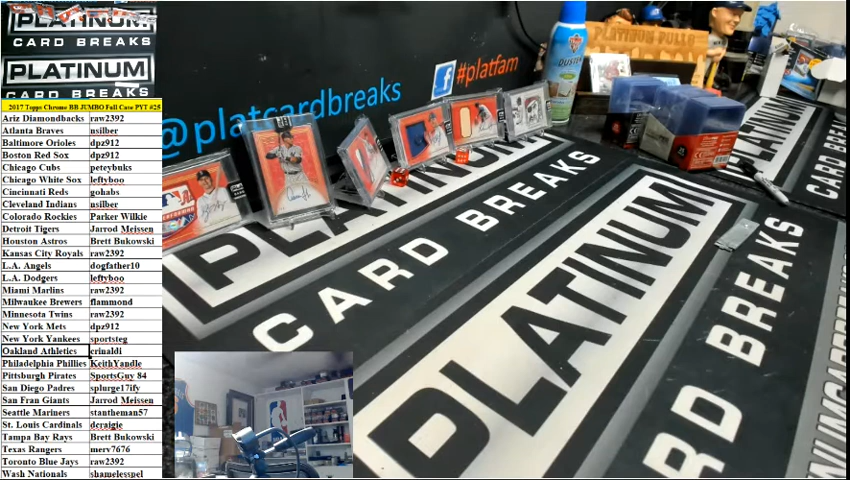 PLATINUM
CARD BREAKS
PLATINUM
CARD BREAKS
2017 Topps Chrome BB JUMBO Full Case PYT #25
Ariz Diamondbacks raw2392
Atlanta Braves nsilber
Baltimore Orioles dpz912
Boston Red Sox dpz912
Chicago Cubs peteybuks
Chicago White Sox leftyboo
Cincinnati Reds gohabs
Cleveland Indians nsilber
Colorado Rockies Parker Wilkie
Detroit Tigers Jarrod Meissen
Houston Astros Brett Bukowski
Kansas City Royals raw2392
L.A. Angels dogfather10
L.A. Dodgers leftyboo
Miami Marlins raw2392
Milwaukee Brewers flammond
Minnesota Twins raw2392
New York Mets dpz912
New York Yankees sportsteg
Oakland Athletics crinaldi
Philadelphia Phillies KeithYandle
Pittsburgh Pirates SportsGuy 84
San Diego Padres splurge17ify
San Fran Giants Jarrod Meissen
Seattle Mariners stantheman57
St. Louis Cardinals dcraigie
Tampa Bay Rays Brett Bukowski
Texas Rangers merv7676
Toronto Blue Jays raw2392
Wash Nationals shamelesspel
@platcardbreaks
f #platfam
PLATINUM PULLS
DUSTER
PLATINUM
CARD BREAKS
PLATINUM
CARD BREAKS
PLATINUM
CARD BREAKS